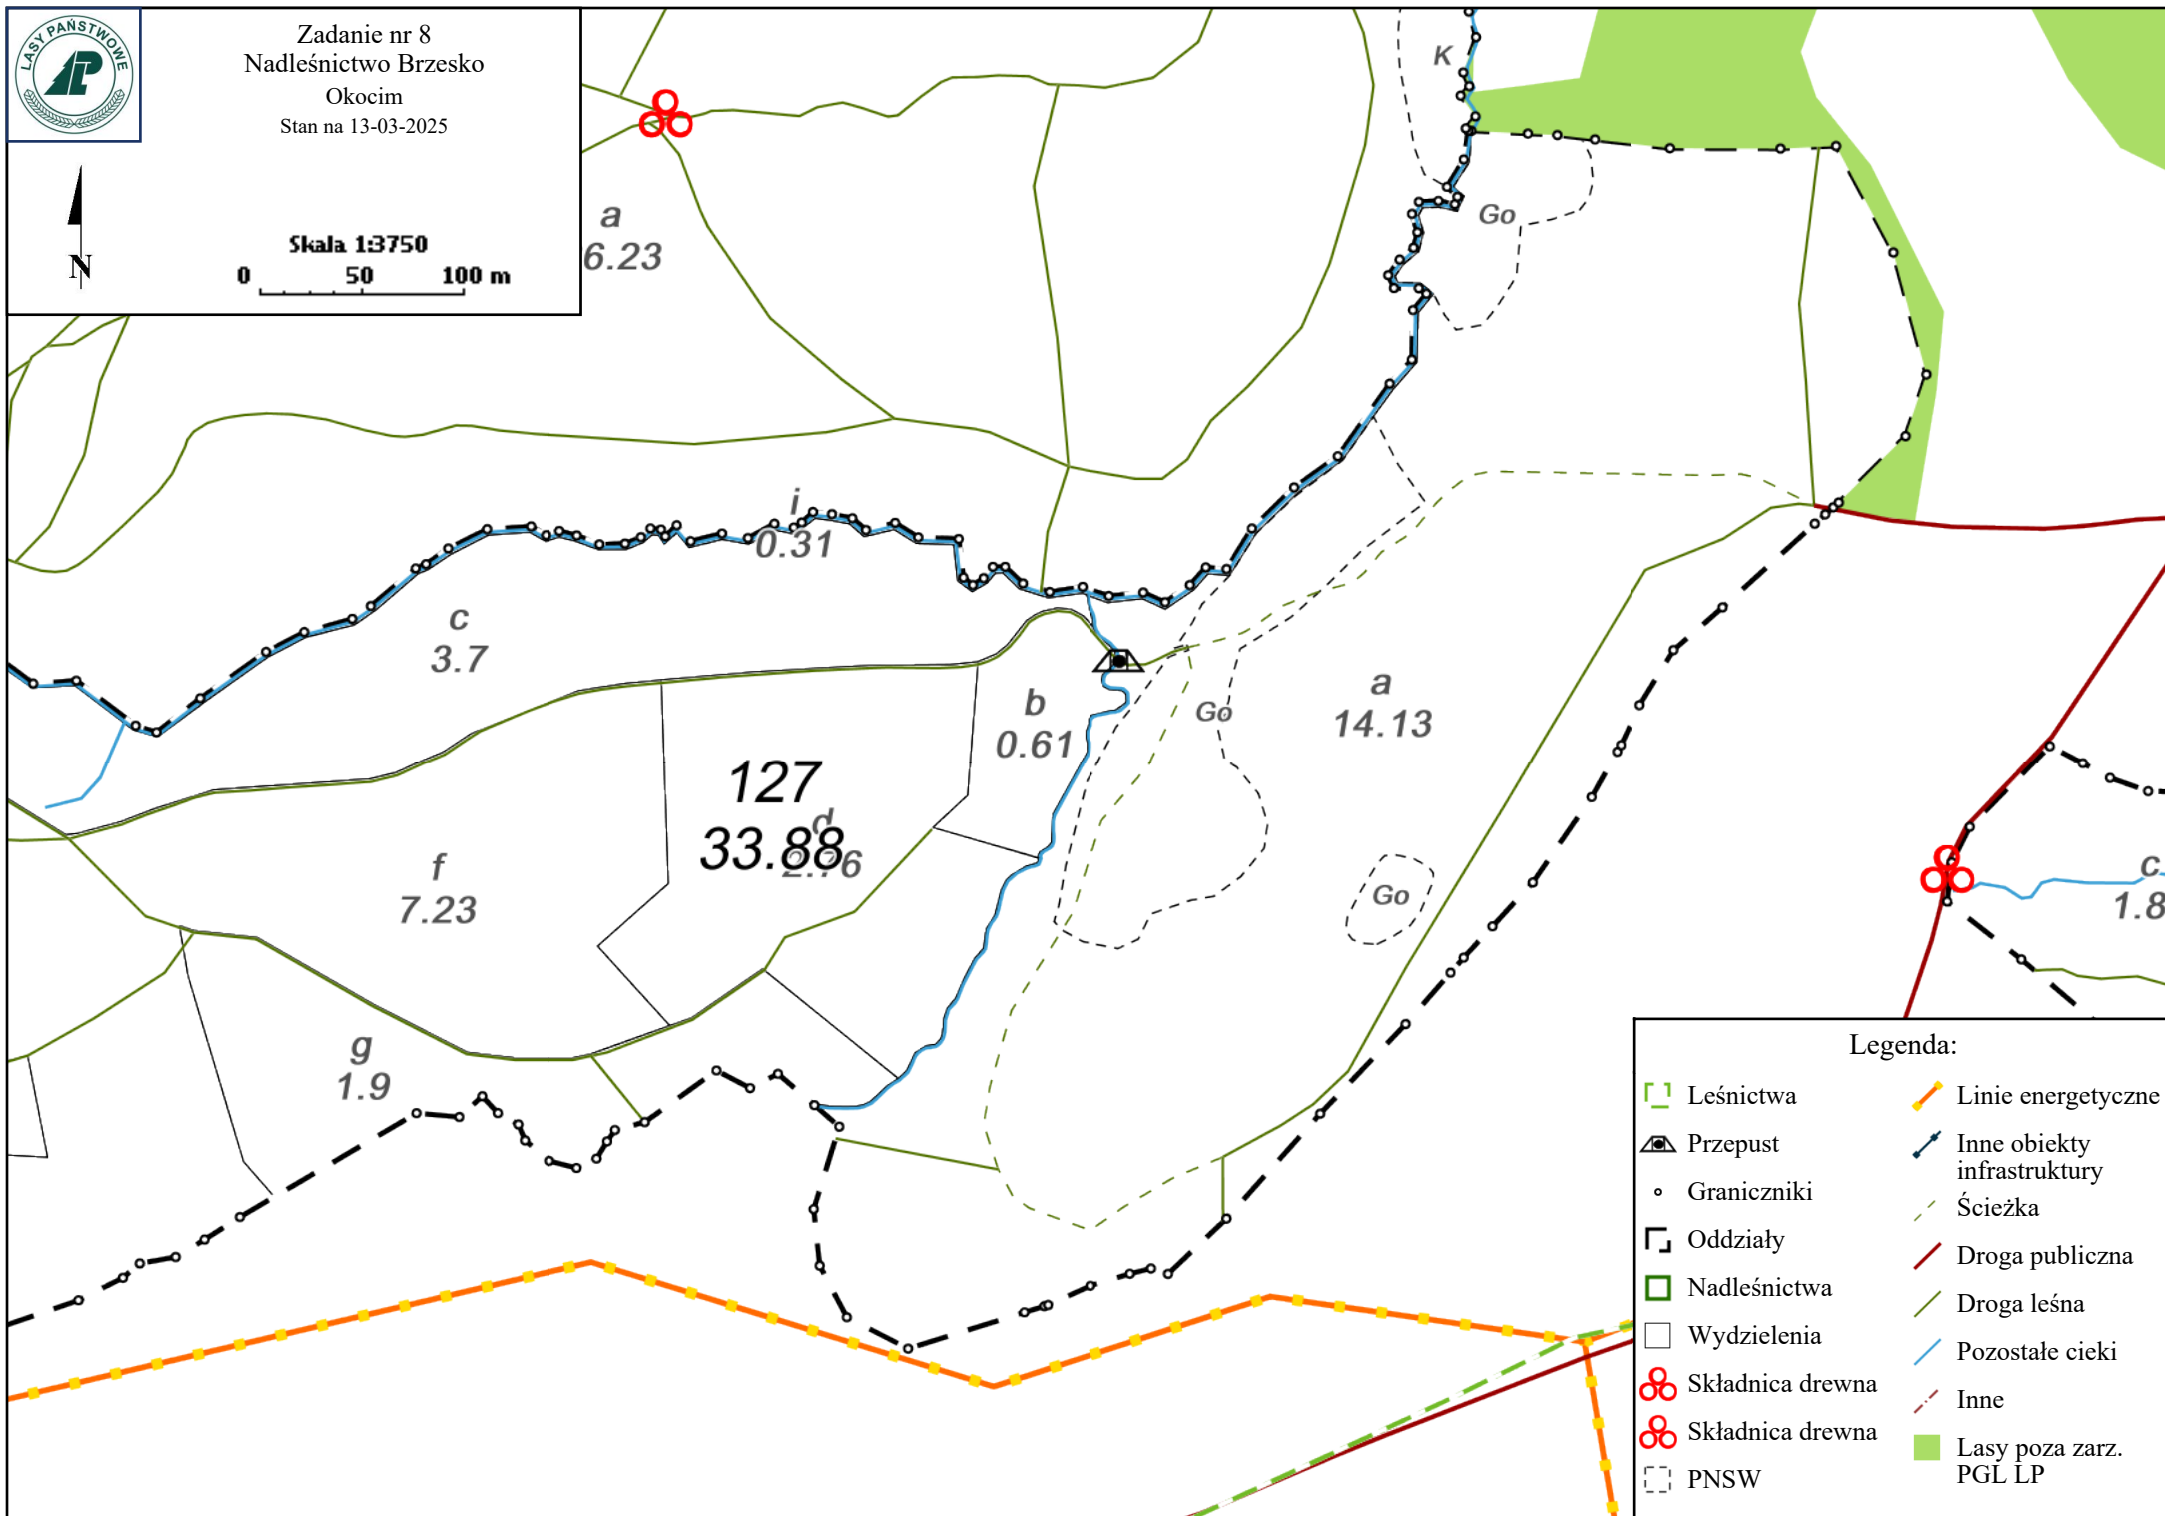 LASY PAŃSTWOWE
Zadanie nr 8
Nadleśnictwo Brzesko
Okocim
Stan na 13-03-2025
N
Skala 1:3750
0 50 100 m
K
Go
a
6.23
i
0.31
c
3.7
b
0.61
Go
a
14.13
127
33.88
d
2.76
f
7.23
Go
c
1.8
g
1.9
Legenda:
Leśnictwa
Przepust
Graniczniki
Oddziały
Nadleśnictwa
Wydzielenia
Składnica drewna
Składnica drewna
PNSW
Linie energetyczne
Inne obiekty
infrastruktury
Ścieżka
Droga publiczna
Droga leśna
Pozostałe cieki
Inne
Lasy poza zarz.
PGL LP